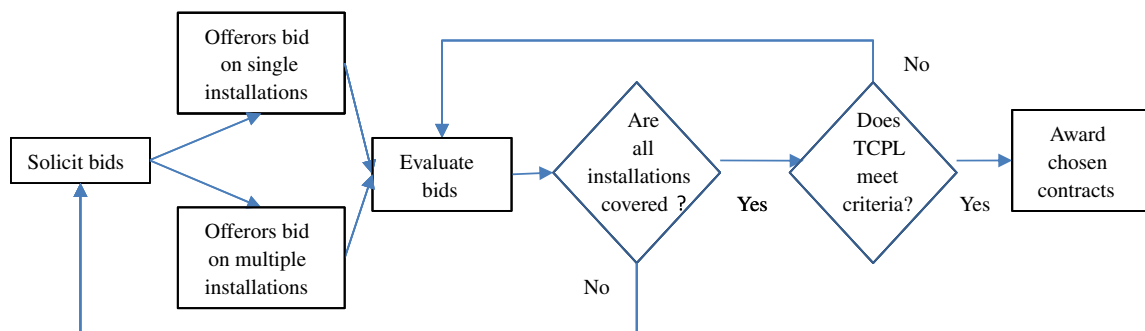 Solicit bids
Offerors bid
on single
installations
Offerors bid
on multiple
installations
Evaluate
bids
Are
all
installations
covered ?
No
Yes
Does
TCPL
meet
criteria?
No
Yes
Award
chosen
contracts